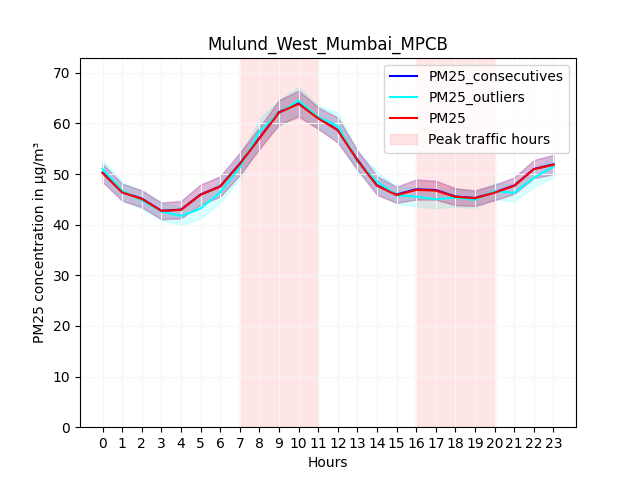 Mulund_West_Mumbai_MPCB
PM25 concentration in µg/m³
70
60
50
40
30
20
10
0
PM25_consecutives
PM25_outliers
PM25
Peak traffic hours
0 1 2 3 4 5 6 7 8 9 10 11 12 13 14 15 16 17 18 19 20 21 22 23
Hours